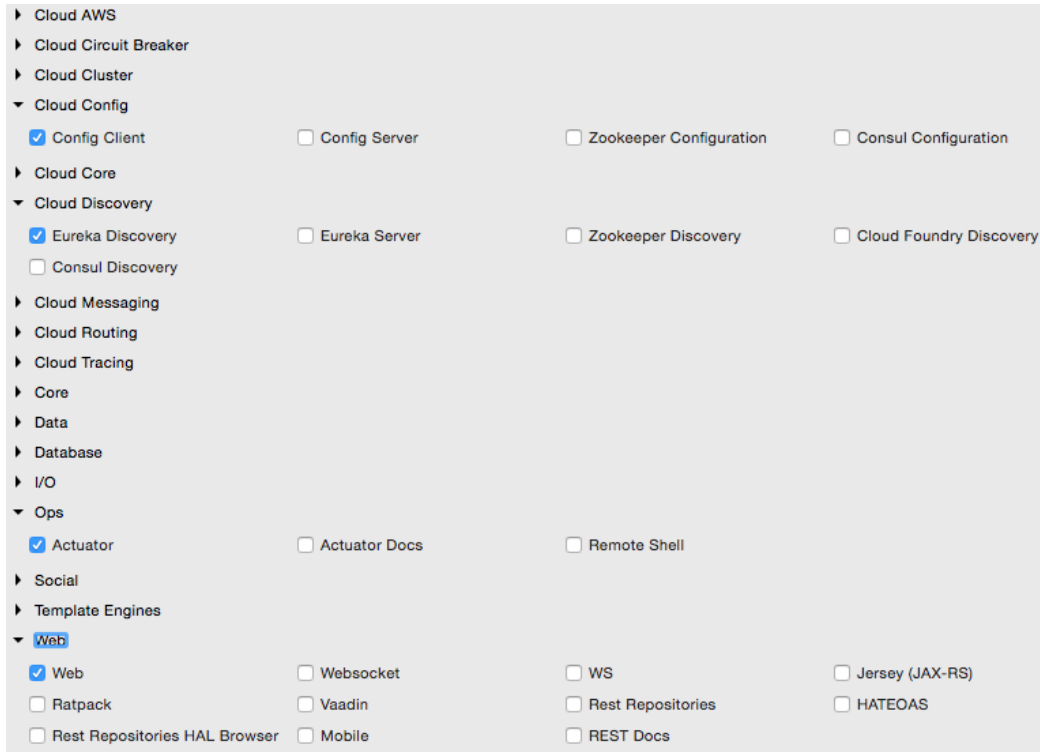 Cloud AWS
Cloud Circuit Breaker
Cloud Cluster
Cloud Config
Config Client Config Server Zookeeper Configuration Consul Configuration
Cloud Core
Cloud Discovery
Eureka Discovery Eureka Server Zookeeper Discovery Cloud Foundry Discovery
Consul Discovery
Cloud Messaging
Cloud Routing
Cloud Tracing
Core
Data
Database
I/O
Ops
Actuator Actuator Docs Remote Shell
Social
Template Engines
Web
Web Websocket WS Jersey (JAX-RS)
Ratpack Vaadin Rest Repositories HATEOAS
Rest Repositories HAL Browser Mobile REST Docs